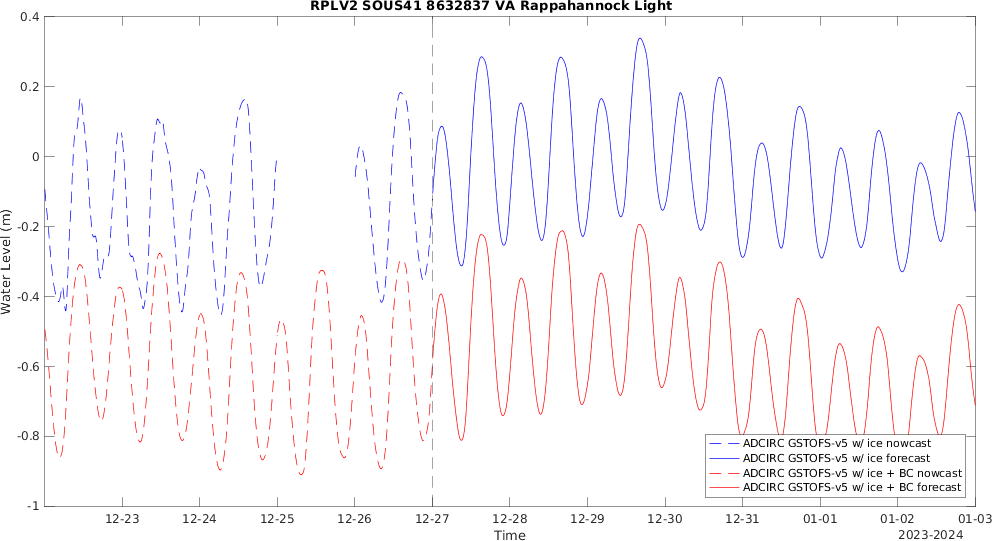 RPLV2 SOUS41 8632837 VA Rappahannock Light
0.4
0.2
0
-0.2
-0.4
-0.6
-0.8
-1
Water Level (m)
ADCIRC GSTOFS-v5 w/ ice nowcast
ADCIRC GSTOFS-v5 w/ ice forecast
ADCIRC GSTOFS-v5 w/ ice + BC nowcast
ADCIRC GSTOFS-v5 w/ ice + BC forecast
12-23 12-24 12-25 12-26 12-27 12-28 12-29 12-30 12-31 01-01 01-02 01-03
Time
2023-2024